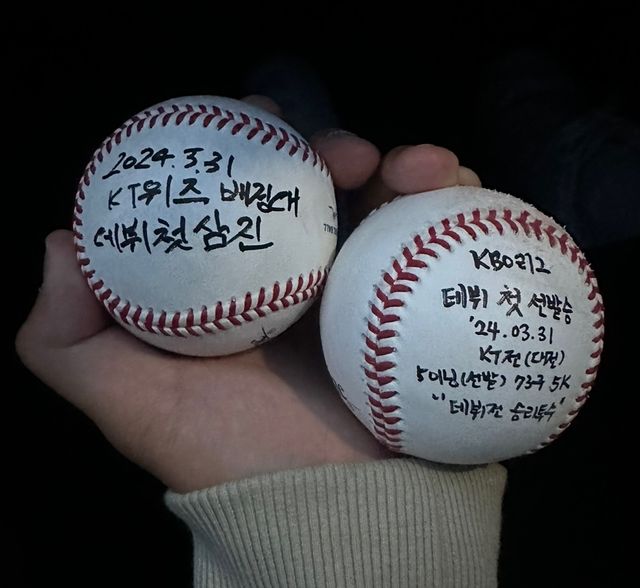 2024.3.31
KT위즈 배정대
데뷔 첫 삼진
KBO리그
데뷔 첫 선발승
'24.03.31
KT전(대전)
5이닝(선발) 73구 5K
"데뷔전 승리투수"